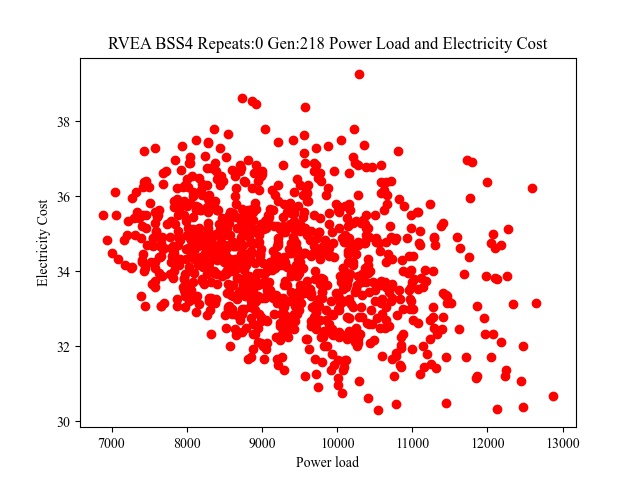 RVEA BSS4 Repeats:0 Gen:218 Power Load and Electricity Cost
Electricity Cost
38
36
34
32
30
7000 8000 9000 10000 11000 12000 13000
Power load